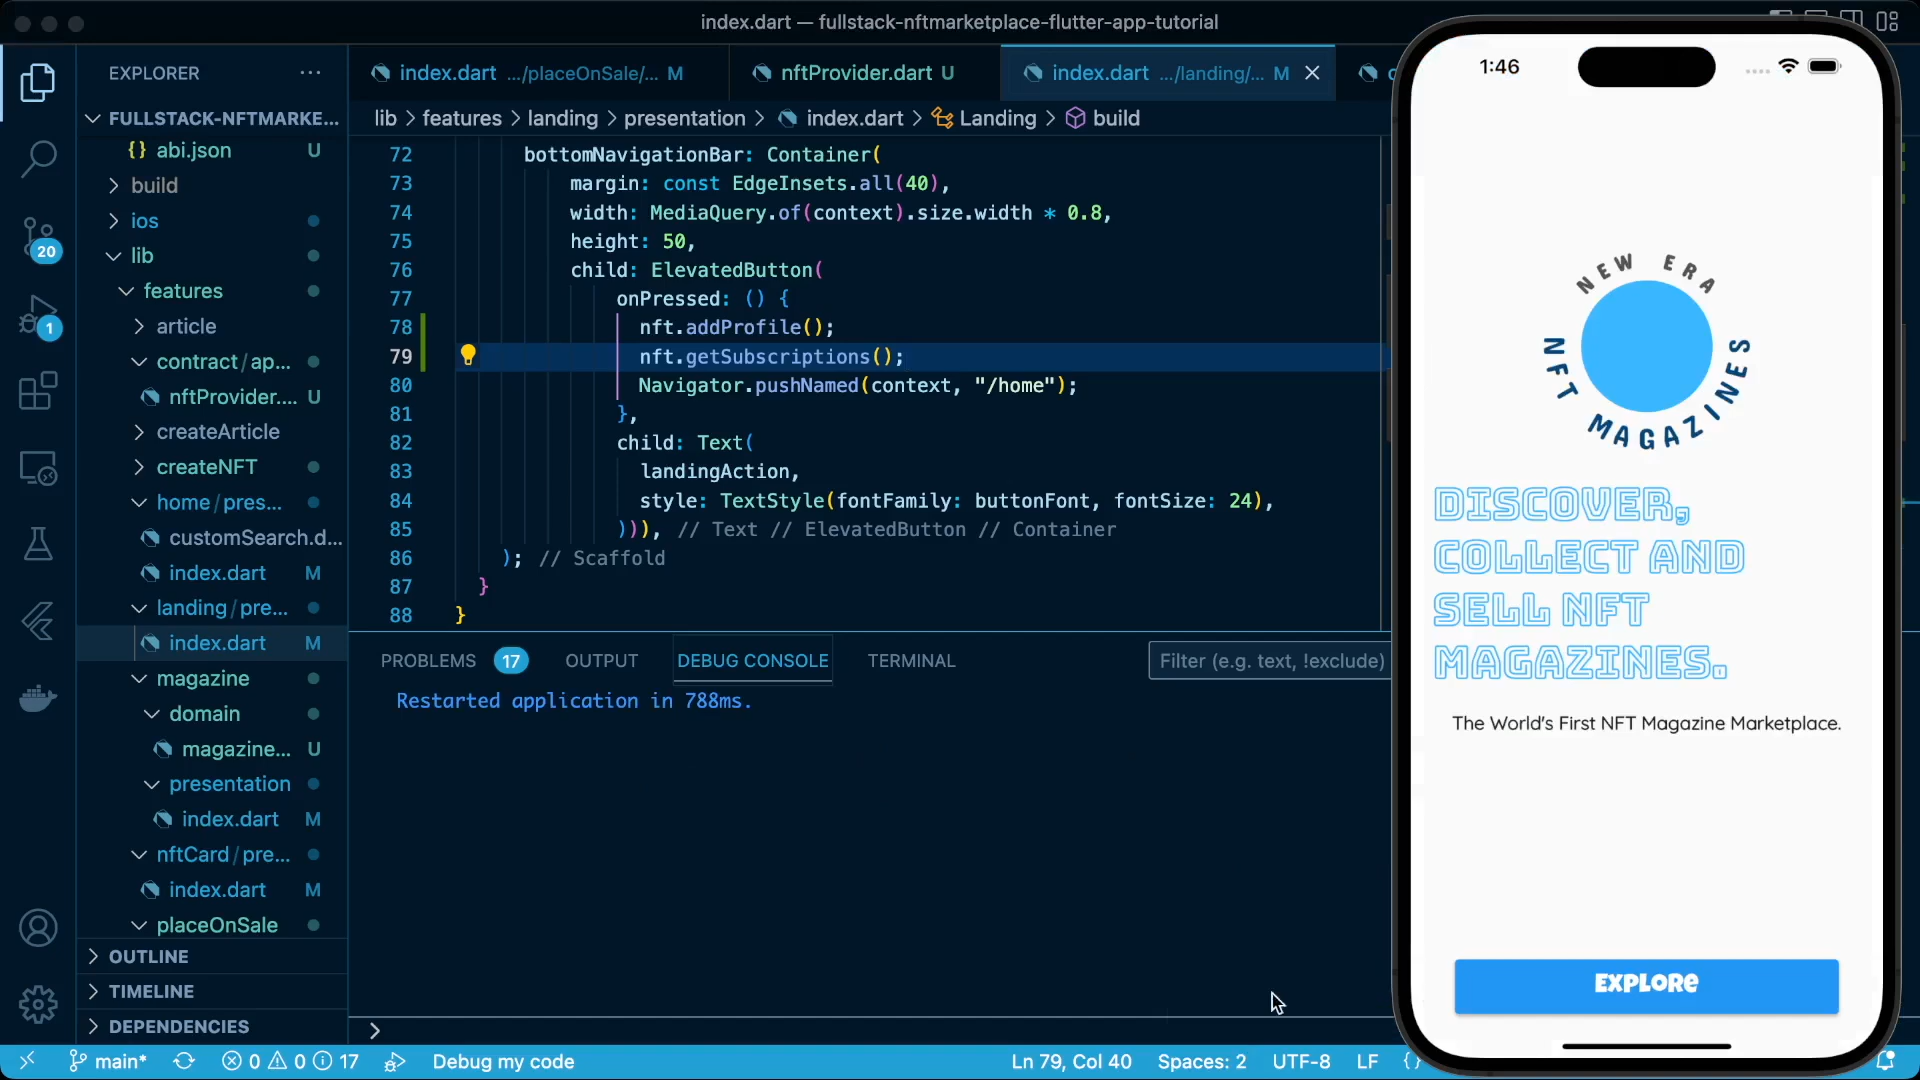 index.dart — fullstack-nftmarketplace-flutter-app-tutorial
EXPLORER
FULLSTACK-NFTMARKE...
{} abi.json U
build
ios
lib
features
article
contract/ap...
nftProvider.... U
createArticle
createNFT
home/pres...
customSearch.d...
index.dart M
landing/pre...
index.dart M
magazine
domain
magazine... U
presentation
index.dart M
nftCard/pre...
index.dart M
placeOnSale
OUTLINE
TIMELINE
DEPENDENCIES
20
1
index.dart .../placeOnSale/... M
nftProvider.dart U
index.dart .../landing/... M
lib > features > landing > presentation > index.dart > Landing > build
72 bottomNavigationBar: Container(
73 margin: const EdgeInsets.all(40),
74 width: MediaQuery.of(context).size.width * 0.8,
75 height: 50,
76 child: ElevatedButton(
77 onPressed: () {
78 nft.addProfile();
79 nft.getSubscriptions();
80 Navigator.pushNamed(context, "/home");
81 },
82 child: Text(
83 landingAction,
84 style: TextStyle(fontFamily: buttonFont, fontSize: 24),
85 ))), // Text // ElevatedButton // Container
86 ); // Scaffold
87 }
88 }
PROBLEMS 17 OUTPUT DEBUG CONSOLE TERMINAL Filter (e.g. text, !exclude)
Restarted application in 788ms.
>
main* 0 0 17 Debug my code Ln 79, Col 40 Spaces: 2 UTF-8 LF {
1:46
NEW ERA
NFT MAGAZINES
DISCOVER,
COLLECT AND
SELL NFT
MAGAZINES.
The World's First NFT Magazine Marketplace.
EXPLORE